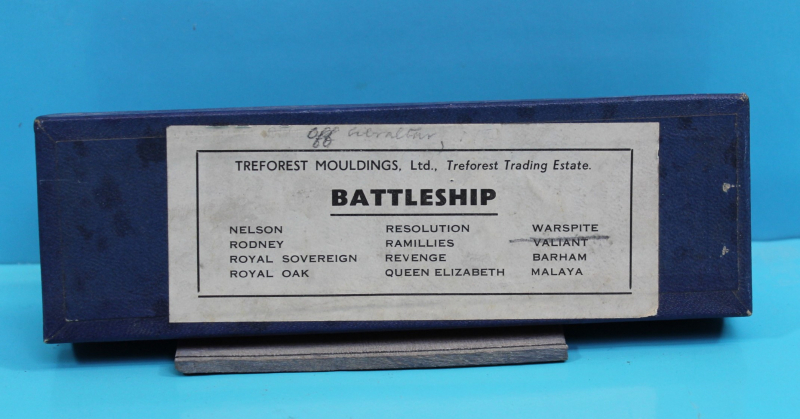 off Gibraltar,
TREFOREST MOULDINGS, Ltd., Treforest Trading Estate.
BATTLESHIP
NELSON
RODNEY
ROYAL SOVEREIGN
ROYAL OAK
RESOLUTION
RAMILLIES
REVENGE
QUEEN ELIZABETH
WARSPITE
VALIANT
BARHAM
MALAYA